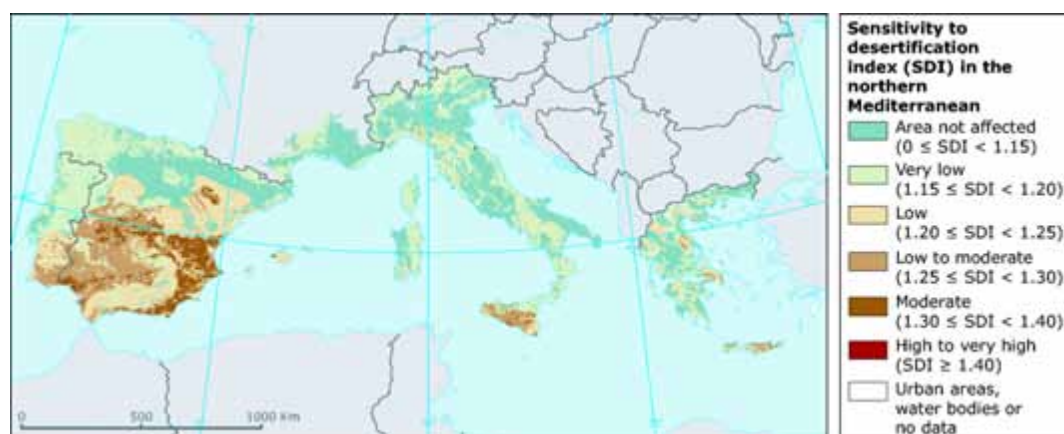 Sensitivity to
desertification
index (SDI) in the
northern
Mediterranean
Area not affected
(0 ≤ SDI < 1.15)
Very low
(1.15 ≤ SDI < 1.20)
Low
(1.20 ≤ SDI < 1.25)
Low to moderate
(1.25 ≤ SDI < 1.30)
Moderate
(1.30 ≤ SDI < 1.40)
High to very high
(SDI ≥ 1.40)
Urban areas,
water bodies or
no data
0 500 1000 Km